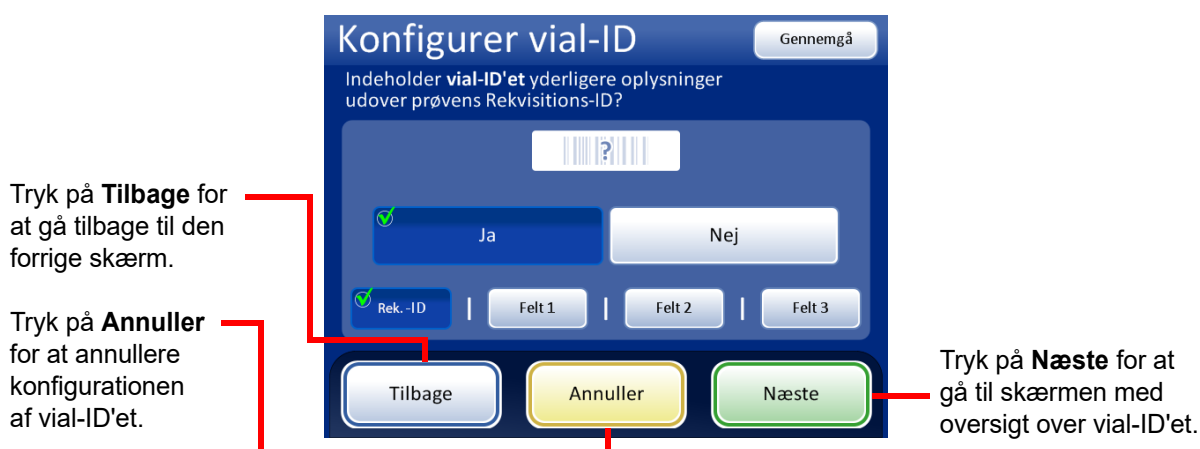 Konfigurer vial-ID
Gennemgå
Indeholder vial-ID'et yderligere oplysninger
udover prøvens Rekvisitions-ID?
?
Ja
Nej
Rek.-ID | Felt 1 | Felt 2 | Felt 3
Tilbage
Annuller
Næste
Tryk på Tilbage for
at gå tilbage til den
forrige skærm.
Tryk på Annuller
for at annullere
konfigurationen
af vial-ID'et.
Tryk på Næste for at
gå til skærmen med
oversigt over vial-ID'et.